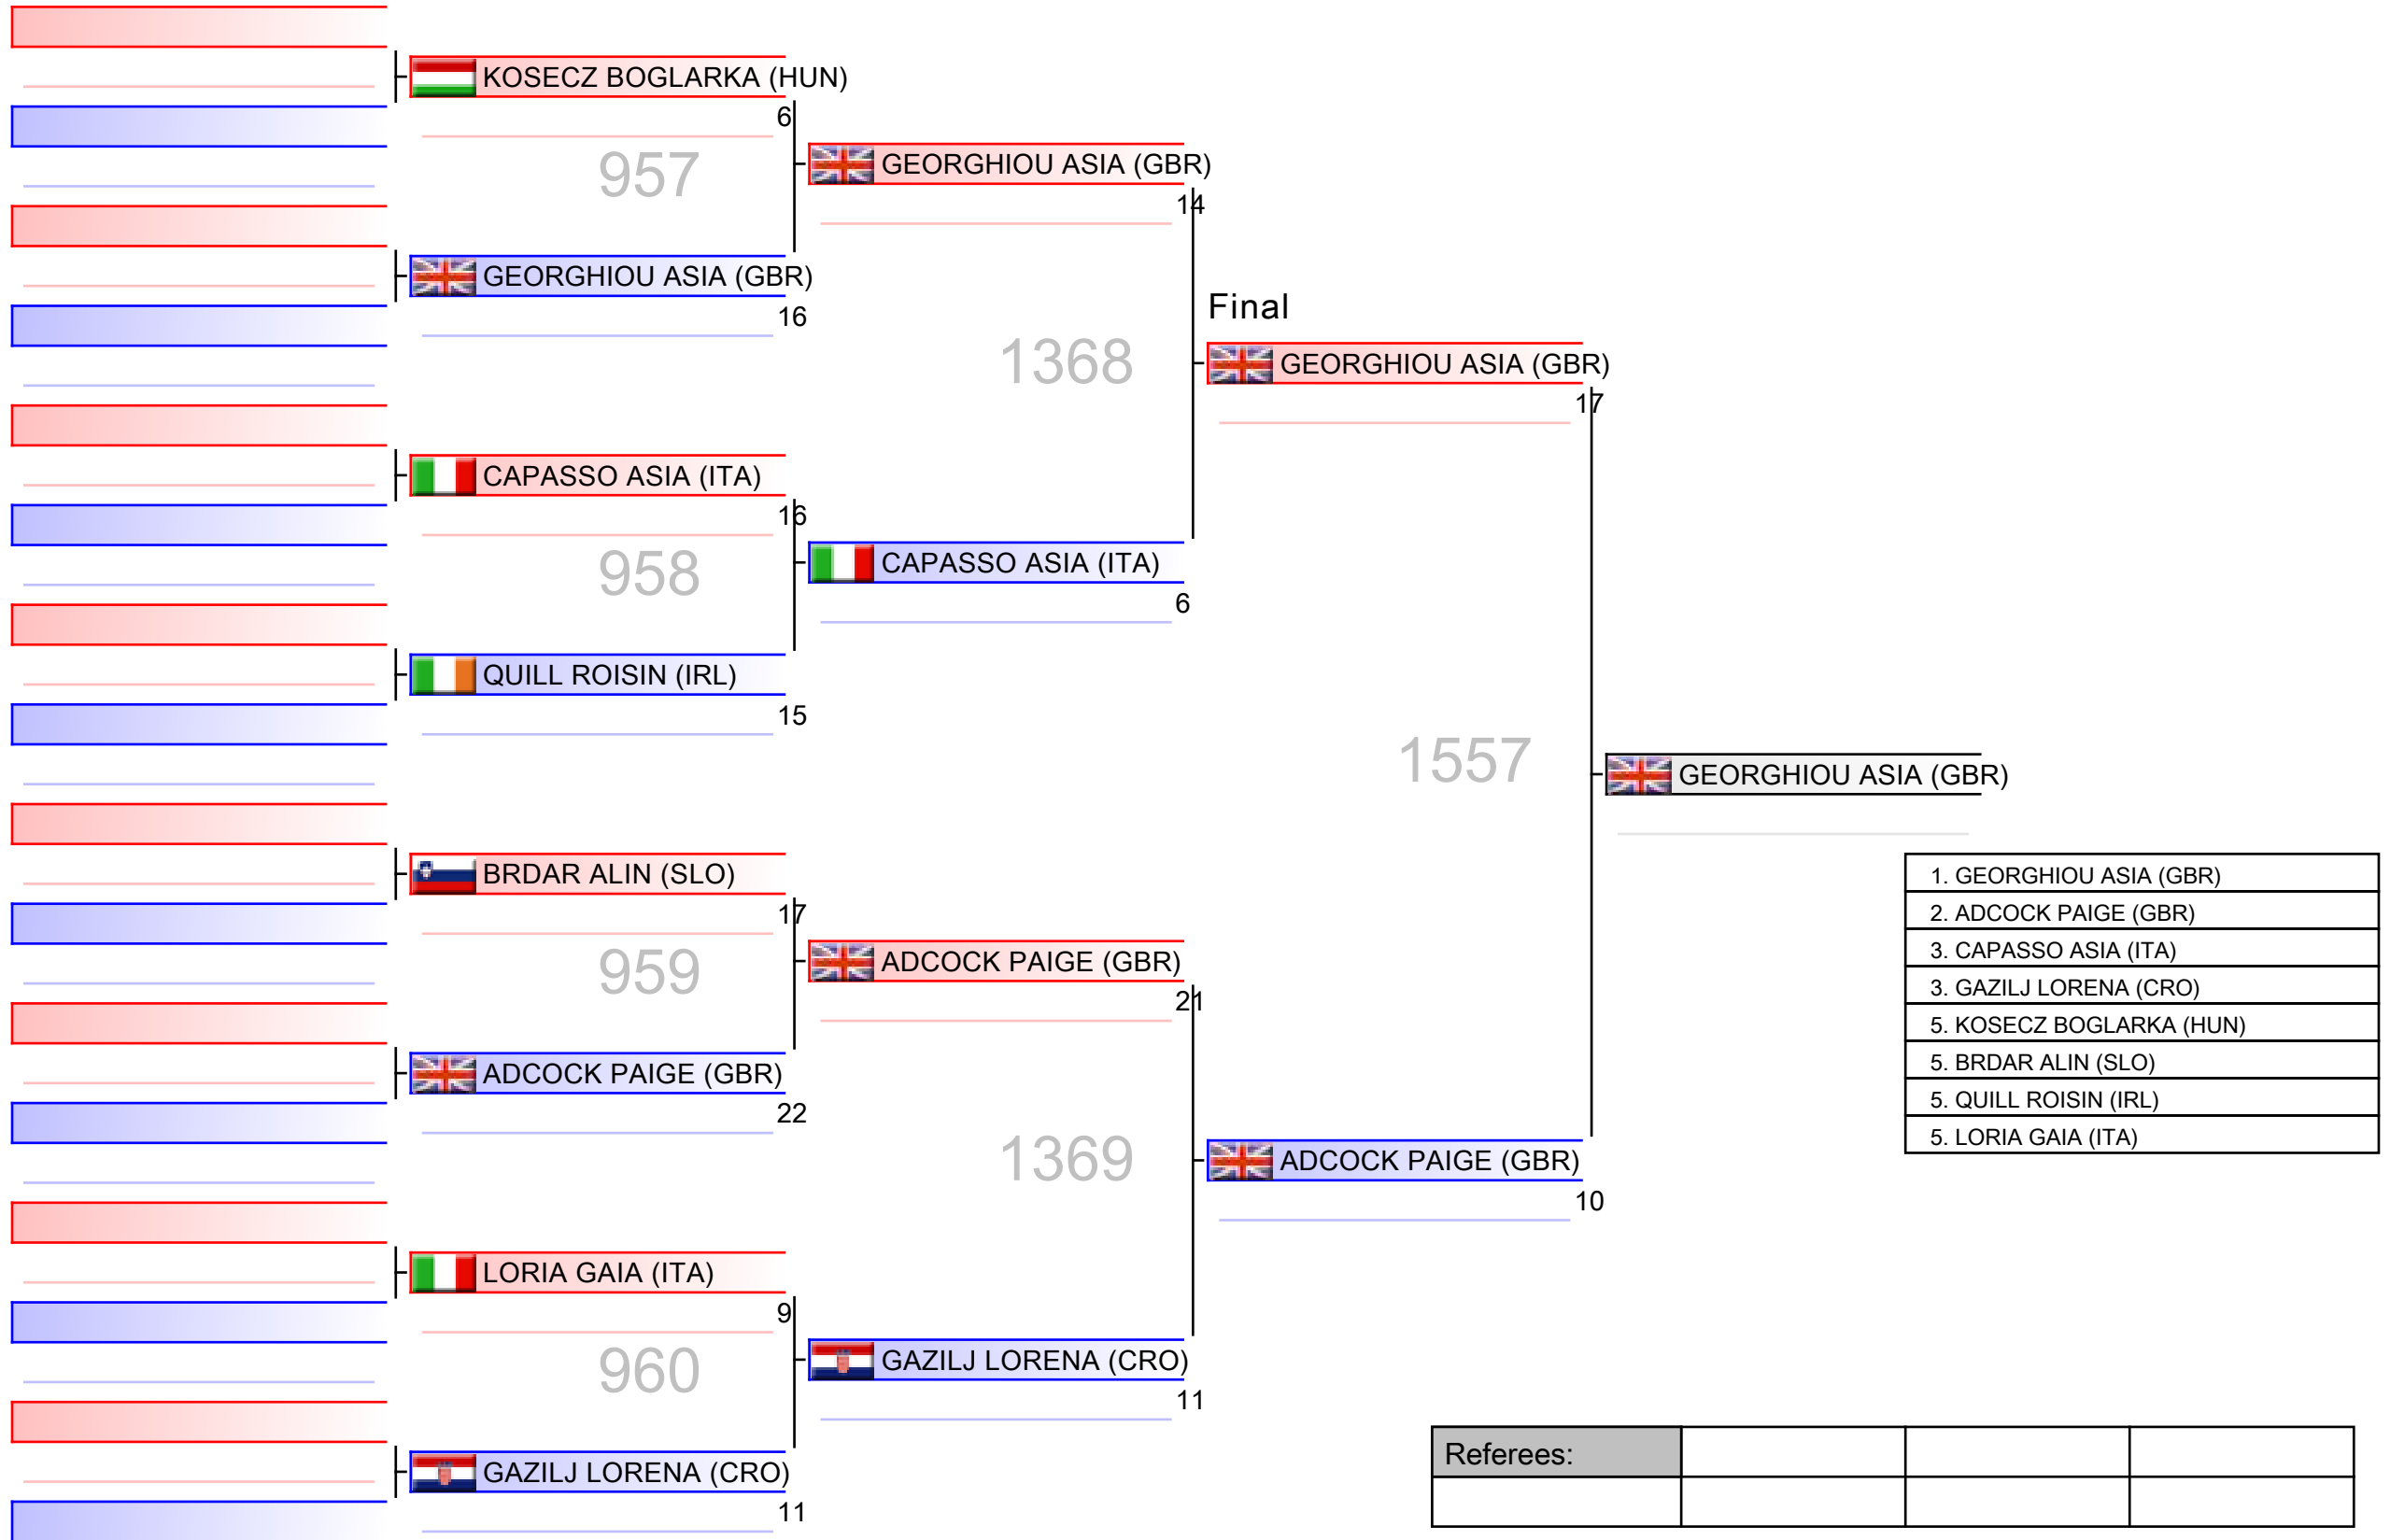 KOSECZ BOGLARKA (HUN)
6
957
GEORGHIOU ASIA (GBR)
16
CAPASSO ASIA (ITA)
16
958
QUILL ROISIN (IRL)
15
BRDAR ALIN (SLO)
17
959
ADCOCK PAIGE (GBR)
22
LORIA GAIA (ITA)
9
960
GAZILJ LORENA (CRO)
11
GEORGHIOU ASIA (GBR)
14
1368
CAPASSO ASIA (ITA)
6
ADCOCK PAIGE (GBR)
21
1369
GAZILJ LORENA (CRO)
11
Final
GEORGHIOU ASIA (GBR)
17
1557
ADCOCK PAIGE (GBR)
10
GEORGHIOU ASIA (GBR)
1. GEORGHIOU ASIA (GBR)
2. ADCOCK PAIGE (GBR)
3. CAPASSO ASIA (ITA)
3. GAZILJ LORENA (CRO)
5. KOSECZ BOGLARKA (HUN)
5. BRDAR ALIN (SLO)
5. QUILL ROISIN (IRL)
5. LORIA GAIA (ITA)
Referees: